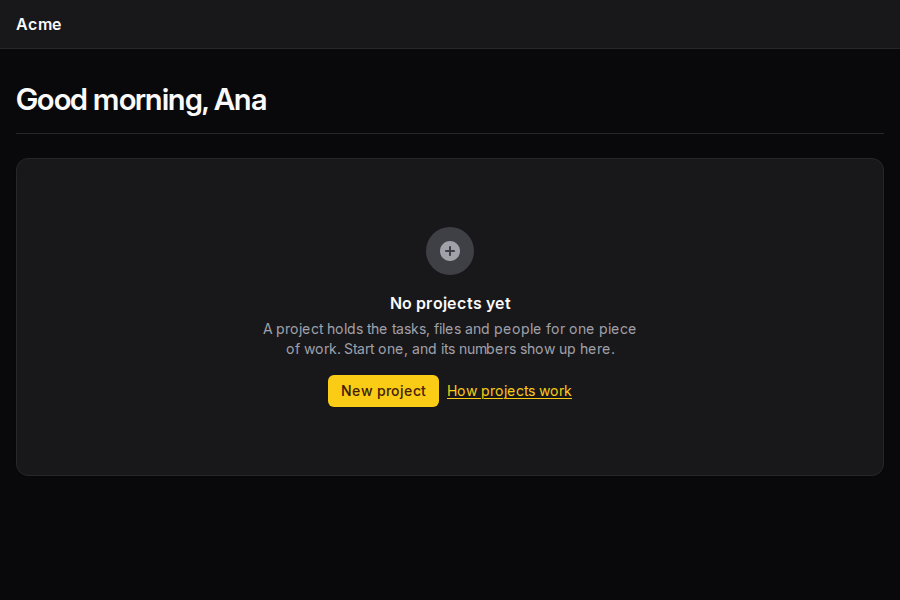 Acme
Good morning, Ana
No projects yet
A project holds the tasks, files and people for one piece
of work. Start one, and its numbers show up here.
New project
How projects work